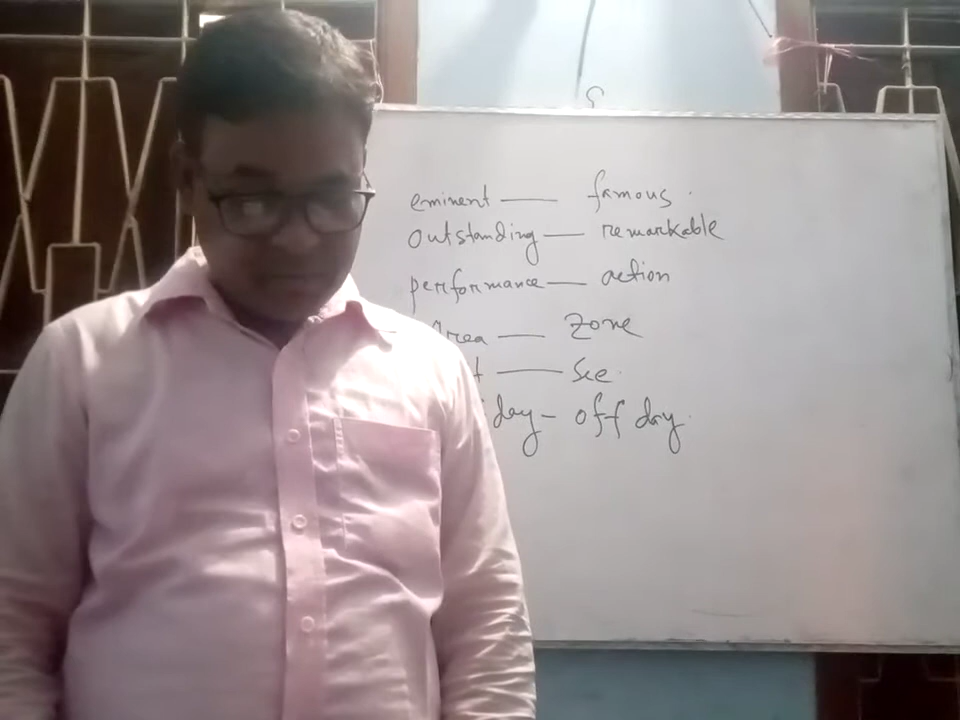 eminent — famous.
Outstanding — remarkable
performance — action
Area — Zone
— See.
day - off day.